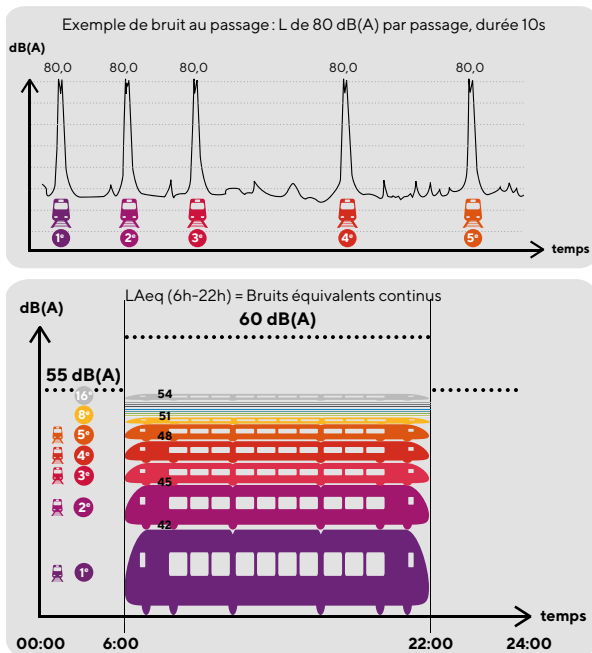 Exemple de bruit au passage : L de 80 dB(A) par passage, durée 10s
dB(A)
80,0 80,0 80,0 80,0 80,0
1e 2e 3e 4e 5e
temps
LAeq (6h-22h) = Bruits équivalents continus
dB(A)
60 dB(A)
55 dB(A)
16e 54
8e 51
5e 48
4e
3e 45
2e
42
1e
temps
00:00 6:00 22:00 24:00